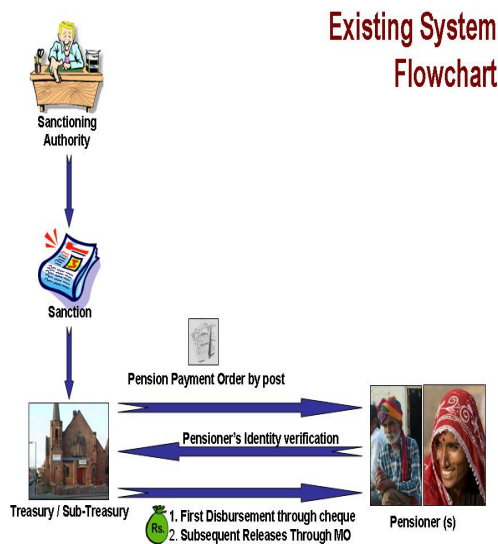 Existing System
Flowchart
Sanctioning
Authority
Sanction
Pension Payment Order by post
Pensioner's Identity verification
Treasury / Sub-Treasury
Rs.
1. First Disbursement through cheque
2. Subsequent Releases Through MO
Pensioner (s)